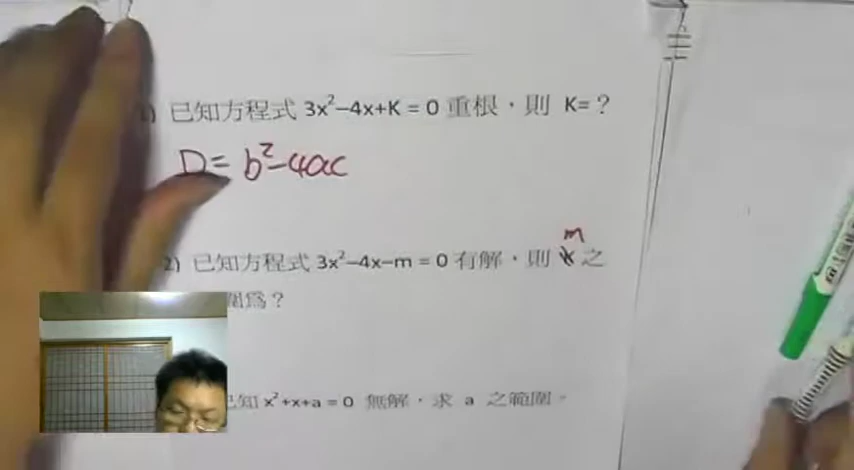 1) 已知方程式 3x²−4x+K = 0 重根，則 K= ?
D = b²−4ac
m
2) 已知方程式 3x²−4x−m = 0 有解，則 之
圍為？
已知 x²+x+a = 0 無解，求 a 之範圍。